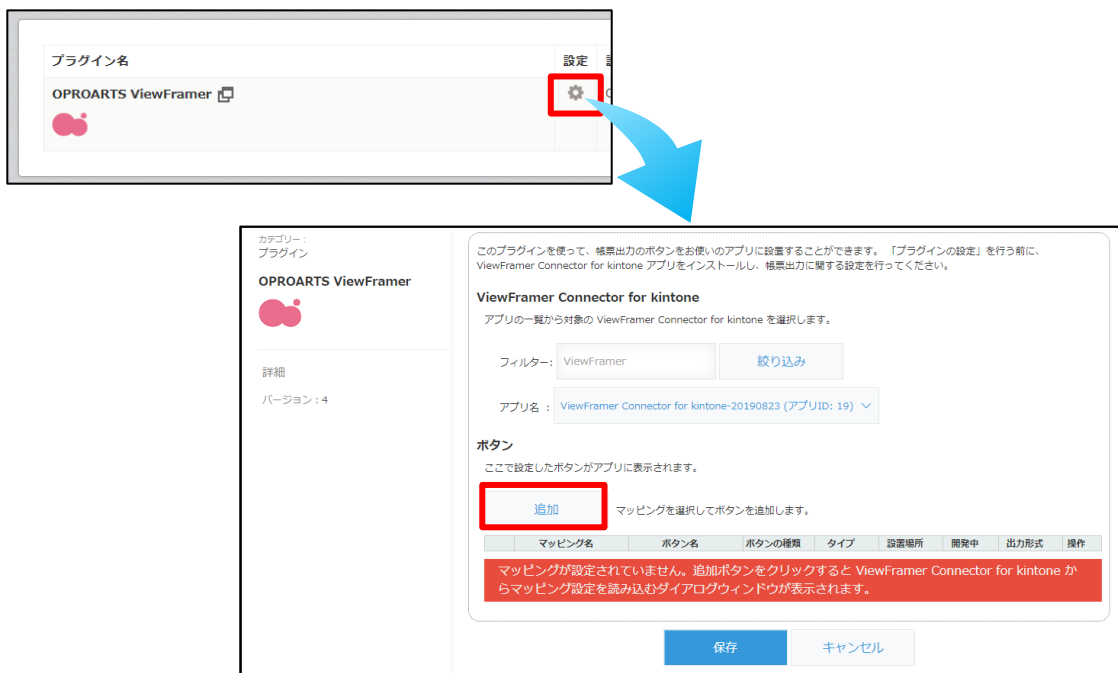 プラグイン名 設定
OPROARTS ViewFramer
カテゴリー：
プラグイン
OPROARTS ViewFramer
詳細
バージョン : 4
このプラグインを使って、帳票出力のボタンをお使いのアプリに設置することができます。 「プラグインの設定」を行う前に、
ViewFramer Connector for kintone アプリをインストールし、帳票出力に関する設定を行ってください。
ViewFramer Connector for kintone
アプリの一覧から対象の ViewFramer Connector for kintone を選択します。
フィルター: ViewFramer 絞り込み
アプリ名 : ViewFramer Connector for kintone-20190823 (アプリID: 19)
ボタン
ここで設定したボタンがアプリに表示されます。
追加 マッピングを選択してボタンを追加します。
マッピング名 ボタン名 ボタンの種類 タイプ 設置場所 開発中 出力形式 操作
マッピングが設定されていません。追加ボタンをクリックすると ViewFramer Connector for kintone か
らマッピング設定を読み込むダイアログウィンドウが表示されます。
保存 キャンセル